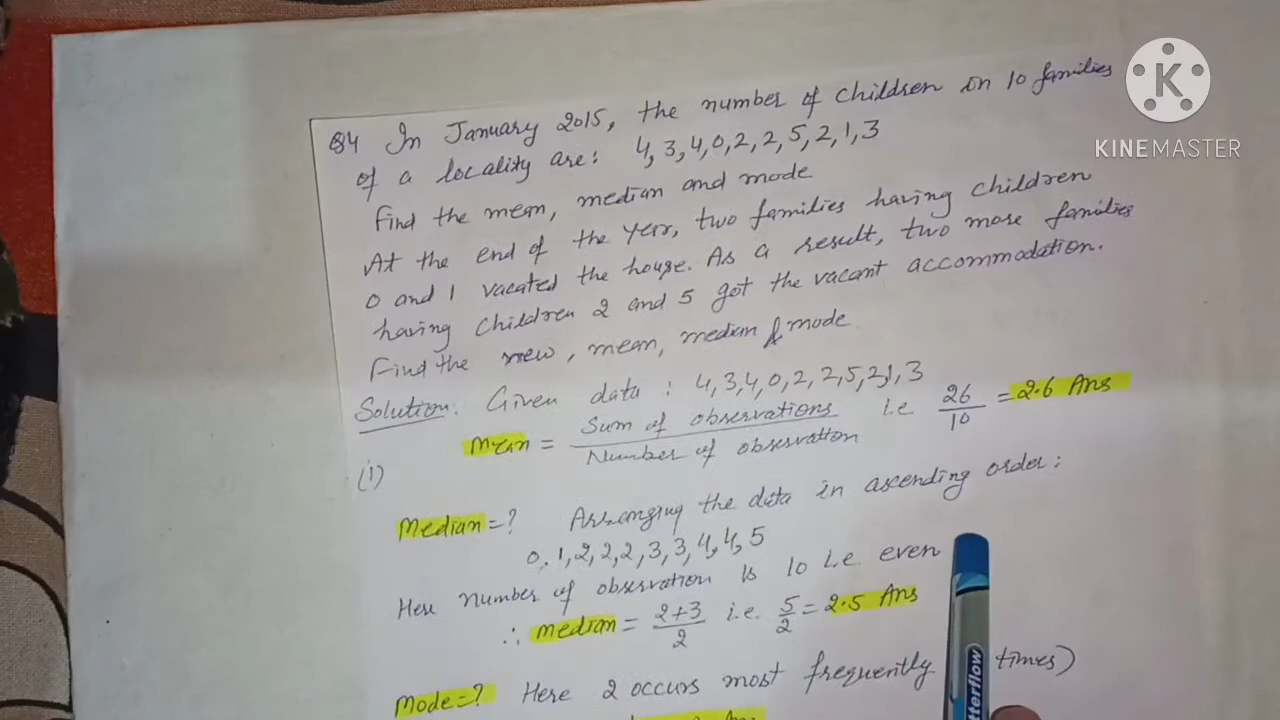 Q4 In January 2015, the number of children in 10 families
of a locality are: 4, 3, 4, 0, 2, 2, 5, 2, 1, 3
Find the mean, median and mode
At the end of the year, two families having children
0 and 1 vacated the house. As a result, two more families
having children 2 and 5 got the vacant accommodation.
Find the new, mean, median & mode
Solution. Given data : 4, 3, 4, 0, 2, 2, 5, 2, 1, 3
(i) Mean = Sum of observations / Number of observation i.e 26/10 = 2.6 Ans
Median = ? Arranging the data in ascending order:
0, 1, 2, 2, 2, 3, 3, 4, 4, 5
Here number of observation is 10 i.e. even
∴ median = 2+3/2 i.e. 5/2 = 2.5 Ans
Mode = ? Here 2 occurs most frequently times)
KINEMASTER
K